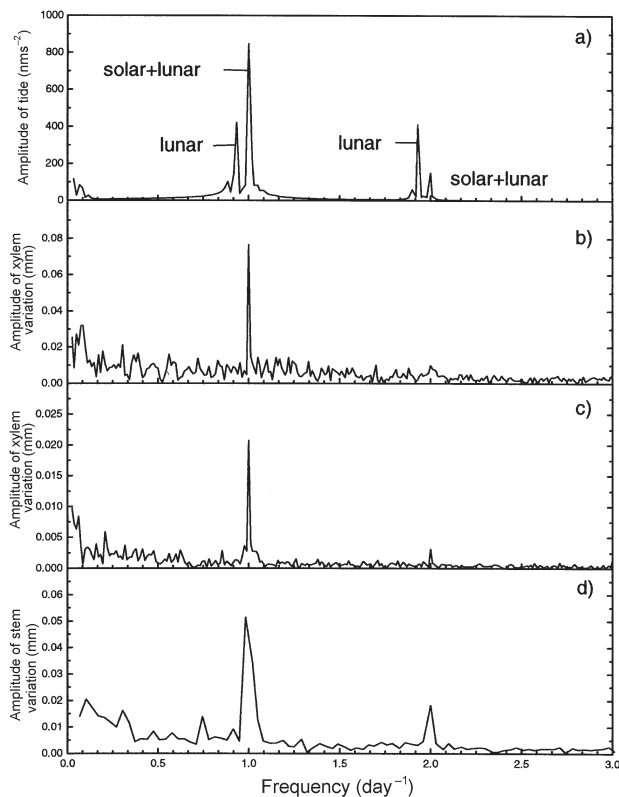 1000
a)
800
solar+lunar
600
lunar
lunar
400
200
solar+lunar
0
Amplitude of tide (nms⁻²)
b)
0.08
0.06
0.04
0.02
0.00
Amplitude of xylem
variation (mm)
c)
0.025
0.020
0.015
0.010
0.005
0.000
Amplitude of xylem
variation (mm)
d)
0.06
0.05
0.04
0.03
0.02
0.01
0.00
Amplitude of stem
variation (mm)
0.0 0.5 1.0 1.5 2.0 2.5 3.0
Frequency (day⁻¹)